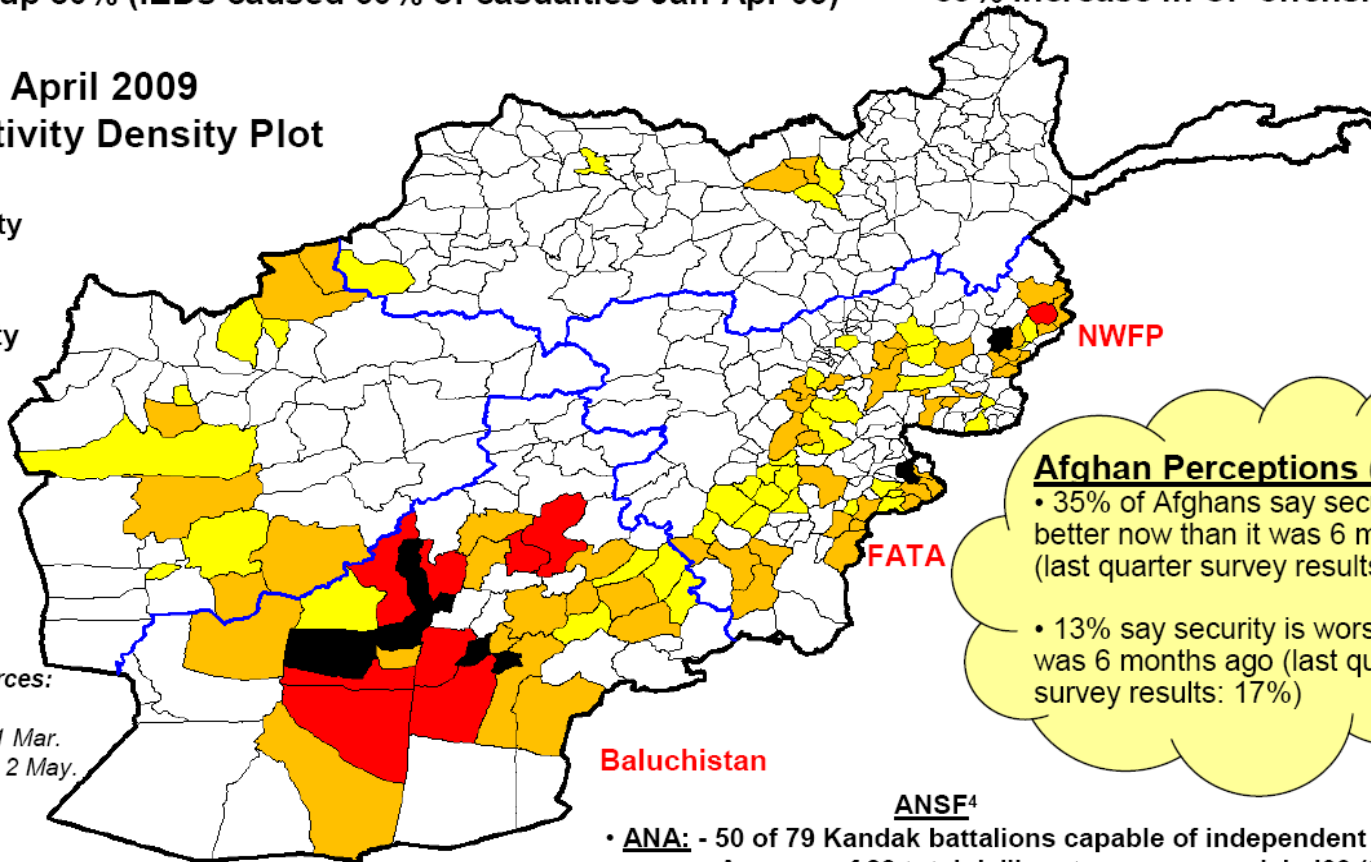 April 2009
tivity Density Plot
ty
ty
NWFP
Afghan Perceptions (
• 35% of Afghans say sec
better now than it was 6 m
(last quarter survey results
• 13% say security is wors
was 6 months ago (last qu
survey results: 17%)
FATA
rces:
1 Mar.
2 May.
Baluchistan
ANSF⁴
• ANA: - 50 of 79 Kandak battalions capable of independent